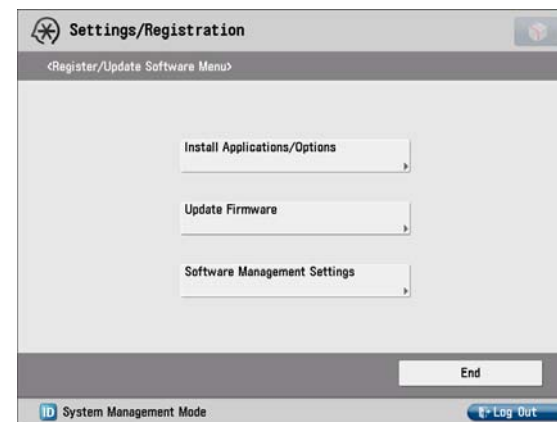 Settings/Registration
<Register/Update Software Menu>
Install Applications/Options
Update Firmware
Software Management Settings
End
ID System Management Mode
Log Out